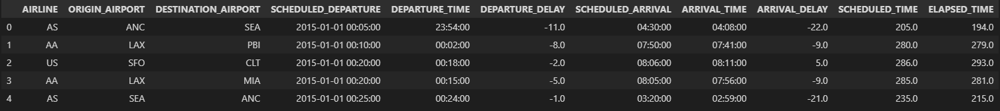 AIRLINE ORIGIN_AIRPORT DESTINATION_AIRPORT SCHEDULED_DEPARTURE DEPARTURE_TIME DEPARTURE_DELAY SCHEDULED_ARRIVAL ARRIVAL_TIME ARRIVAL_DELAY SCHEDULED_TIME ELAPSED_TIME
0 AS ANC SEA 2015-01-01 00:05:00 23:54:00 -11.0 04:30:00 04:08:00 -22.0 205.0 194.0
1 AA LAX PBI 2015-01-01 00:10:00 00:02:00 -8.0 07:50:00 07:41:00 -9.0 280.0 279.0
2 US SFO CLT 2015-01-01 00:20:00 00:18:00 -2.0 08:06:00 08:11:00 5.0 286.0 293.0
3 AA LAX MIA 2015-01-01 00:20:00 00:15:00 -5.0 08:05:00 07:56:00 -9.0 285.0 281.0
4 AS SEA ANC 2015-01-01 00:25:00 00:24:00 -1.0 03:20:00 02:59:00 -21.0 235.0 215.0